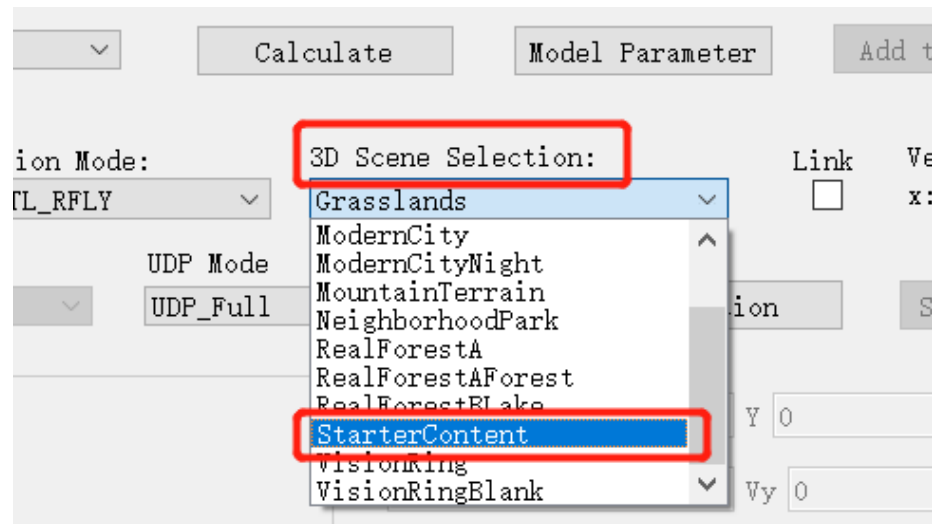 Calculate Model Parameter Add t
ion Mode: 3D Scene Selection: Link Ve
TL_RFLY Grasslands x:
ModernCity
UDP Mode ModernCityNight
UDP_Full MountainTerrain ion S
NeighborhoodPark
RealForestA
RealForestAForest
RealForestBLake Y 0
StarterContent
VisionRing
VisionRingBlank Vy 0